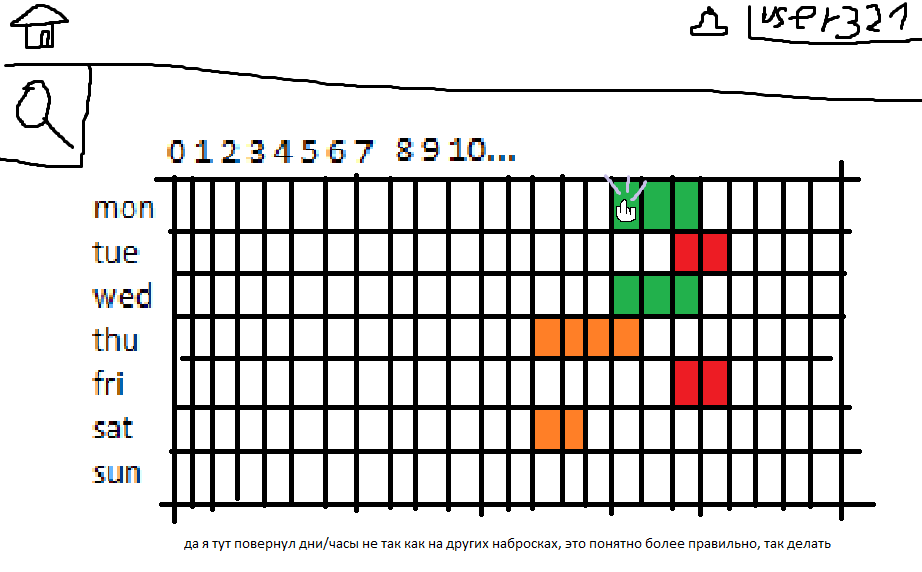 user321
0 1 2 3 4 5 6 7 8 9 10...
mon
tue
wed
thu
fri
sat
sun
да я тут повернул дни/часы не так как на других набросках, это понятно более правильно, так делать